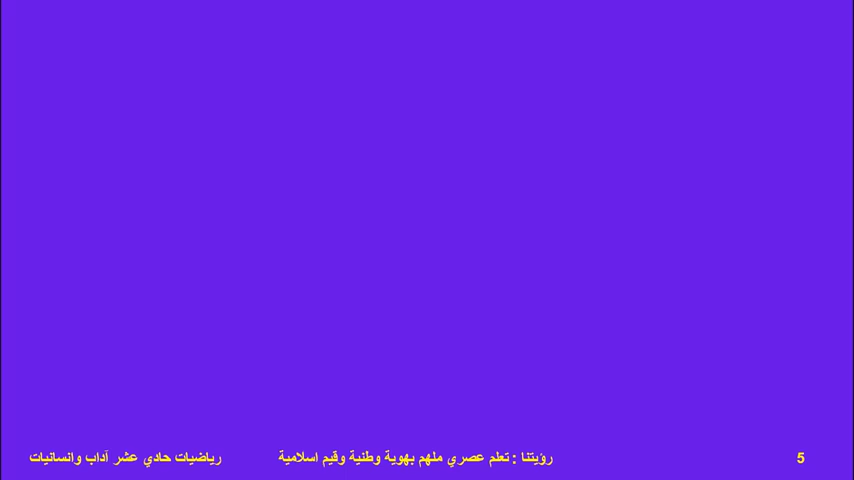 5 رؤيتنا : تعلم عصري ملهم بهوية وطنية وقيم اسلامية رياضيات حادي عشر آداب وانسانيات